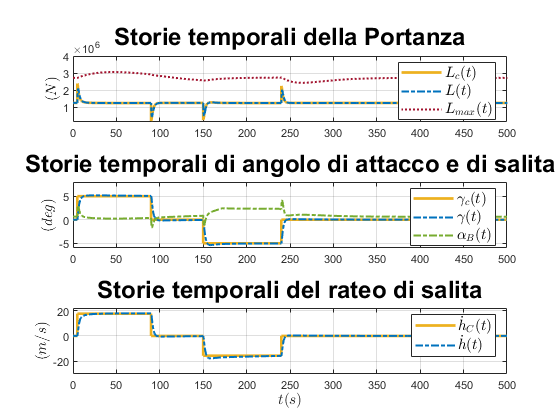 Storie temporali della Portanza
×10⁶
4
3
2
1
(N)
L_c(t)
L(t)
L_max(t)
0 50 100 150 200 250 300 350 400 450 500
Storie temporali di angolo di attacco e di salita
5
0
-5
(deg)
γ_c(t)
γ(t)
α_B(t)
0 50 100 150 200 250 300 350 400 450 500
Storie temporali del rateo di salita
20
0
-20
(m/s)
ḣ_C(t)
ḣ(t)
0 50 100 150 200 250 300 350 400 450 500
t(s)